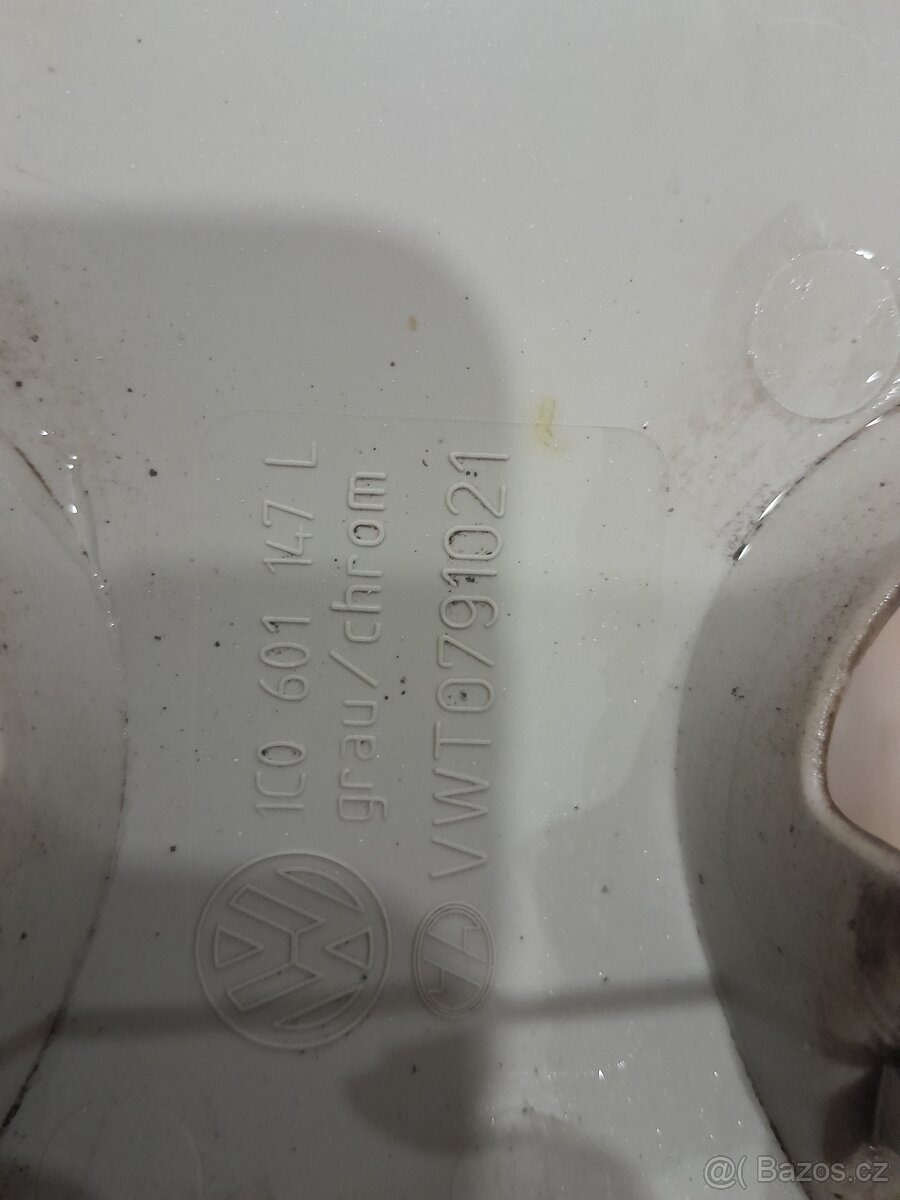 1C0 601 147 L
grau/chrom
VWT0791021
@( Bazos.cz